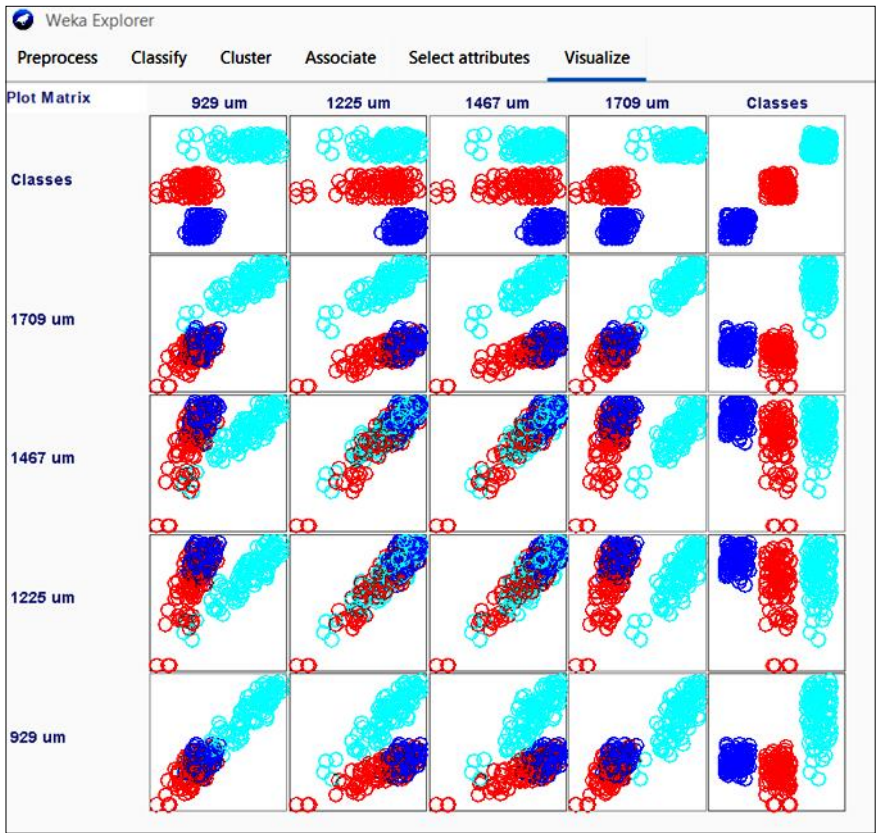 Weka Explorer
Preprocess Classify Cluster Associate Select attributes Visualize
Plot Matrix 929 um 1225 um 1467 um 1709 um Classes
Classes
1709 um
1467 um
1225 um
929 um